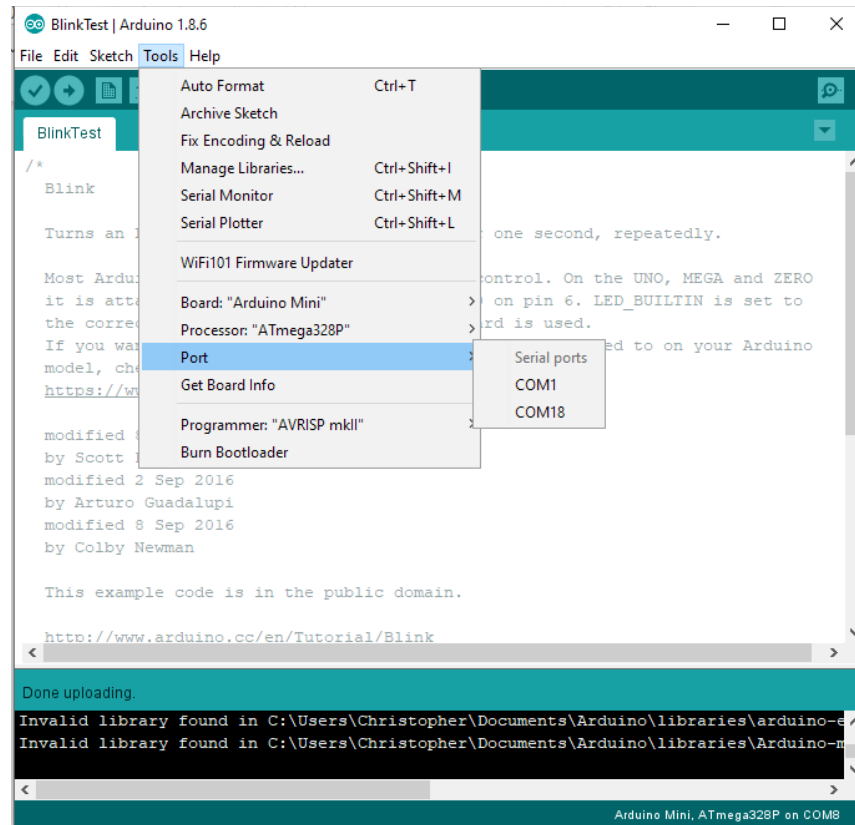 BlinkTest | Arduino 1.8.6
File Edit Sketch Tools Help
Auto Format Ctrl+T
Archive Sketch
Fix Encoding & Reload
Manage Libraries... Ctrl+Shift+I
Serial Monitor Ctrl+Shift+M
Serial Plotter Ctrl+Shift+L
WiFi101 Firmware Updater
Board: "Arduino Mini"
Processor: "ATmega328P"
Port
Get Board Info
Programmer: "AVRISP mkII"
Burn Bootloader
Serial ports
COM1
COM18
BlinkTest
/*
Blink
Turns an one second, repeatedly.
Most control. On the UNO, MEGA and ZERO
it is on pin 6. LED_BUILTIN is set to
the is used.
If you to on your Arduino
model,
modified
by Scott
modified 2 Sep 2016
by Arturo Guadalupi
modified 8 Sep 2016
by Colby Newman
This example code is in the public domain.
http://www.arduino.cc/en/Tutorial/Blink
Done uploading.
Invalid library found in C:\Users\Christopher\Documents\Arduino\libraries\arduino-e
Invalid library found in C:\Users\Christopher\Documents\Arduino\libraries\Arduino-m
Arduino Mini, ATmega328P on COM8